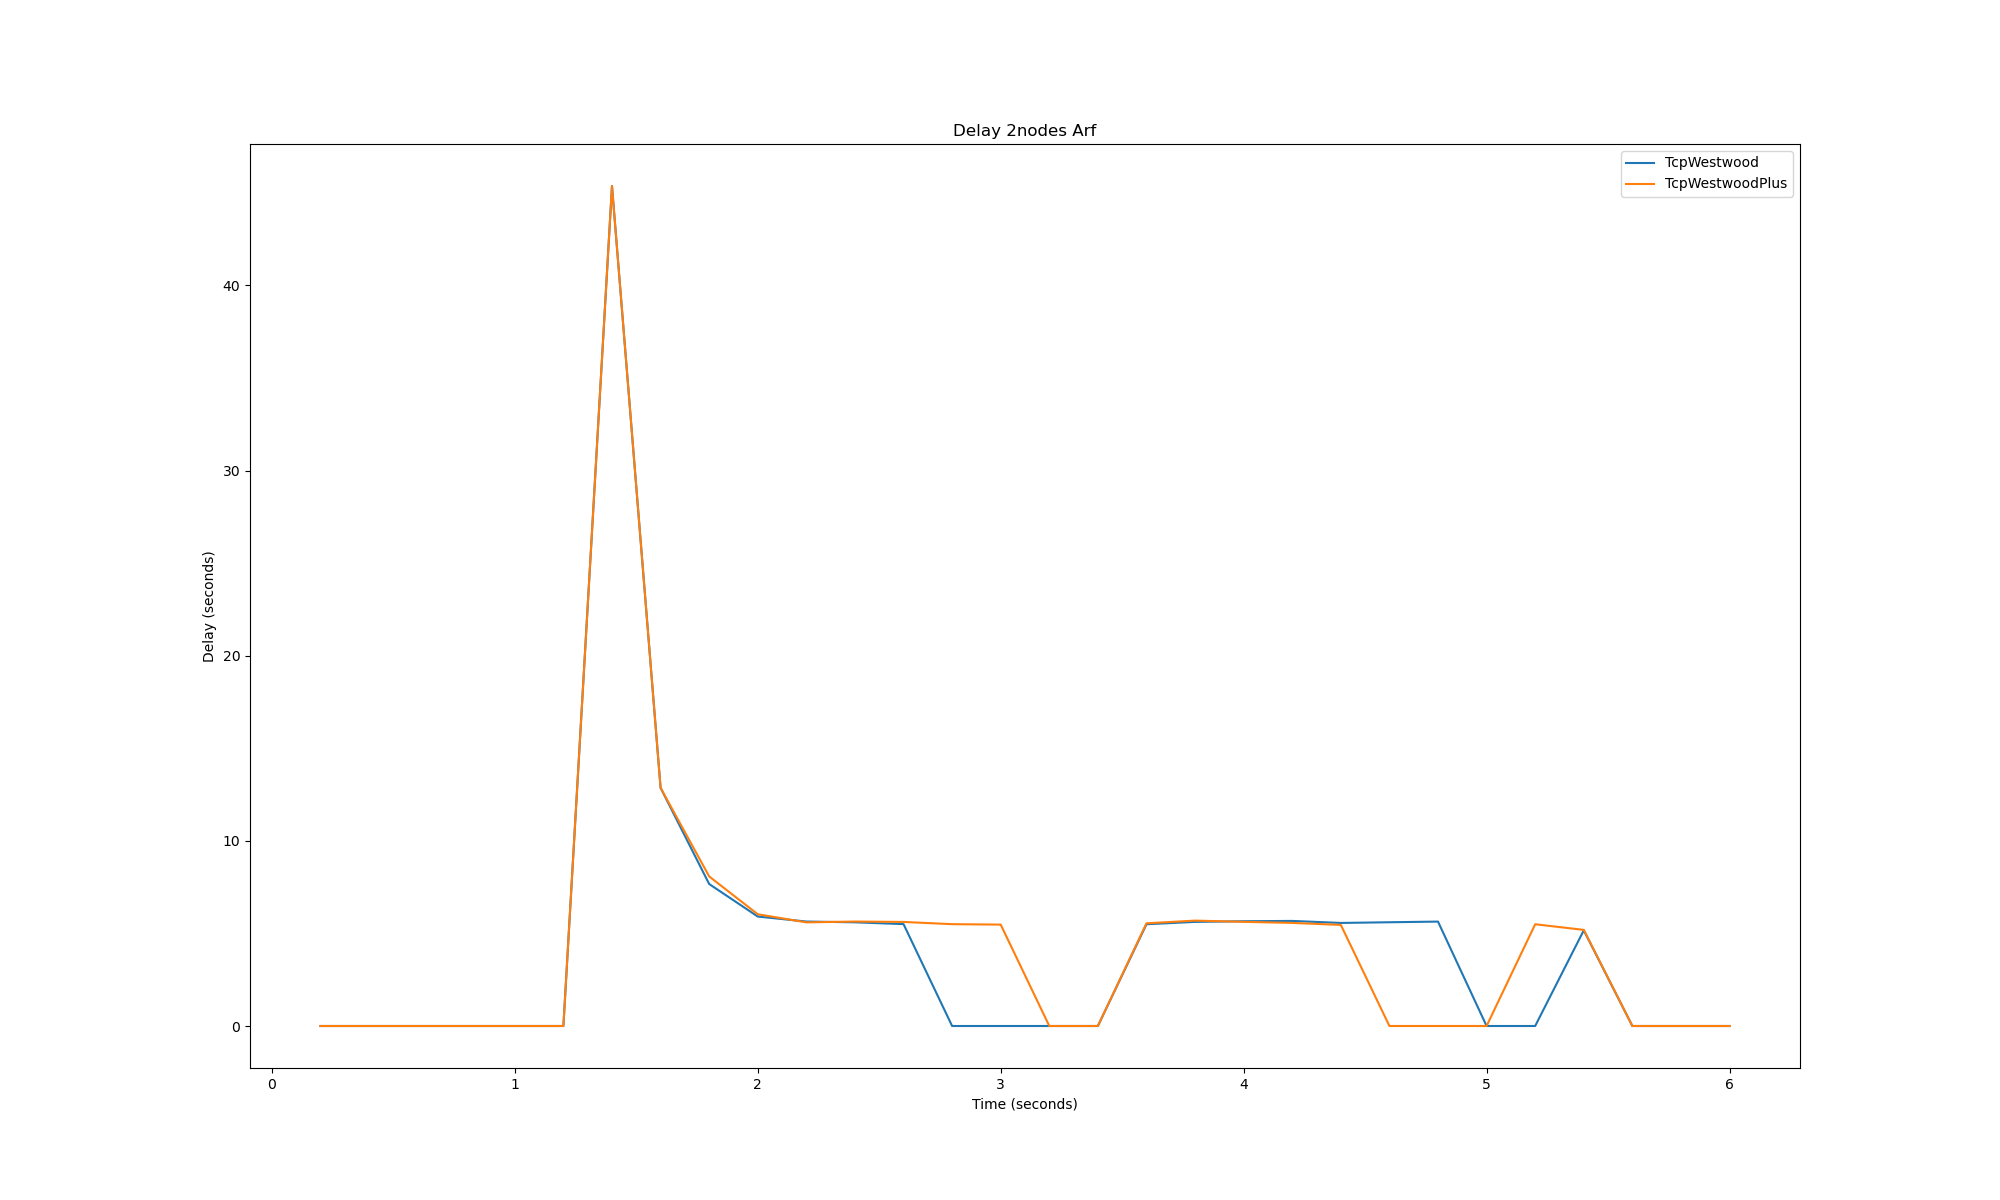 Delay 2nodes Arf
TcpWestwood
TcpWestwoodPlus
Delay (seconds)
40
30
20
10
0
0 1 2 3 4 5 6
Time (seconds)